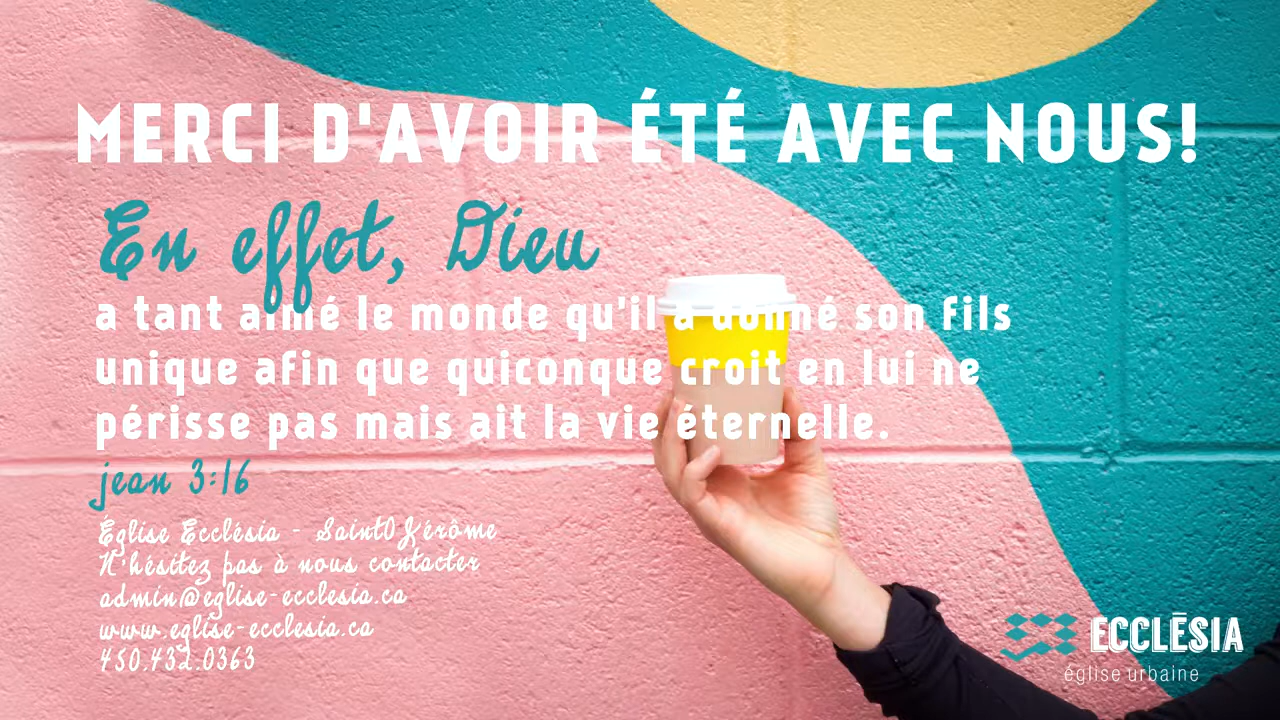 MERCI D'AVOIR ÉTÉ AVEC NOUS!
En effet, Dieu
a tant aimé le monde qu'il a donné son fils
unique afin que quiconque croit en lui ne
périsse pas mais ait la vie éternelle.
jean 3:16
Église Ecclésia - Saint0Jérôme
N'hésitez pas à nous contacter
admin@eglise-ecclesia.ca
www.eglise-ecclesia.ca
450.432.0363
ECCLĒSIA
église urbaine